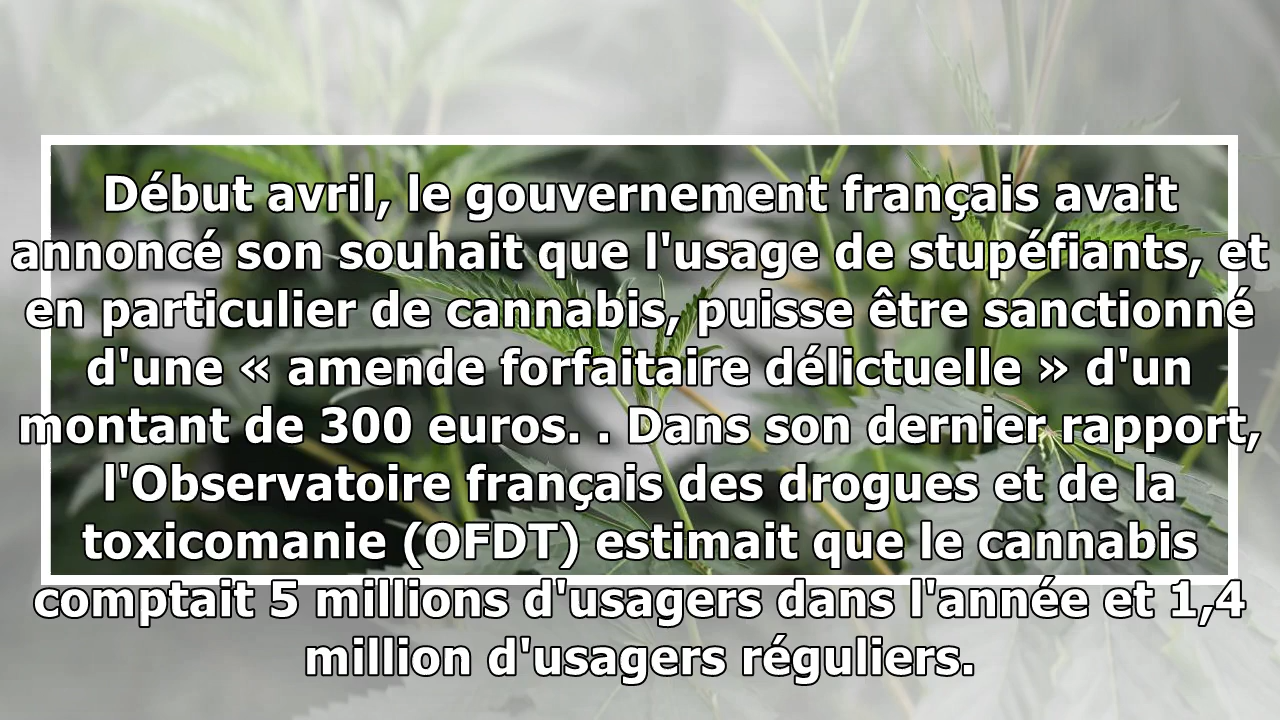 Début avril, le gouvernement français avait
annoncé son souhait que l'usage de stupéfiants, et
en particulier de cannabis, puisse être sanctionné
d'une « amende forfaitaire délictuelle » d'un
montant de 300 euros. . Dans son dernier rapport,
l'Observatoire français des drogues et de la
toxicomanie (OFDT) estimait que le cannabis
comptait 5 millions d'usagers dans l'année et 1,4
million d'usagers réguliers.